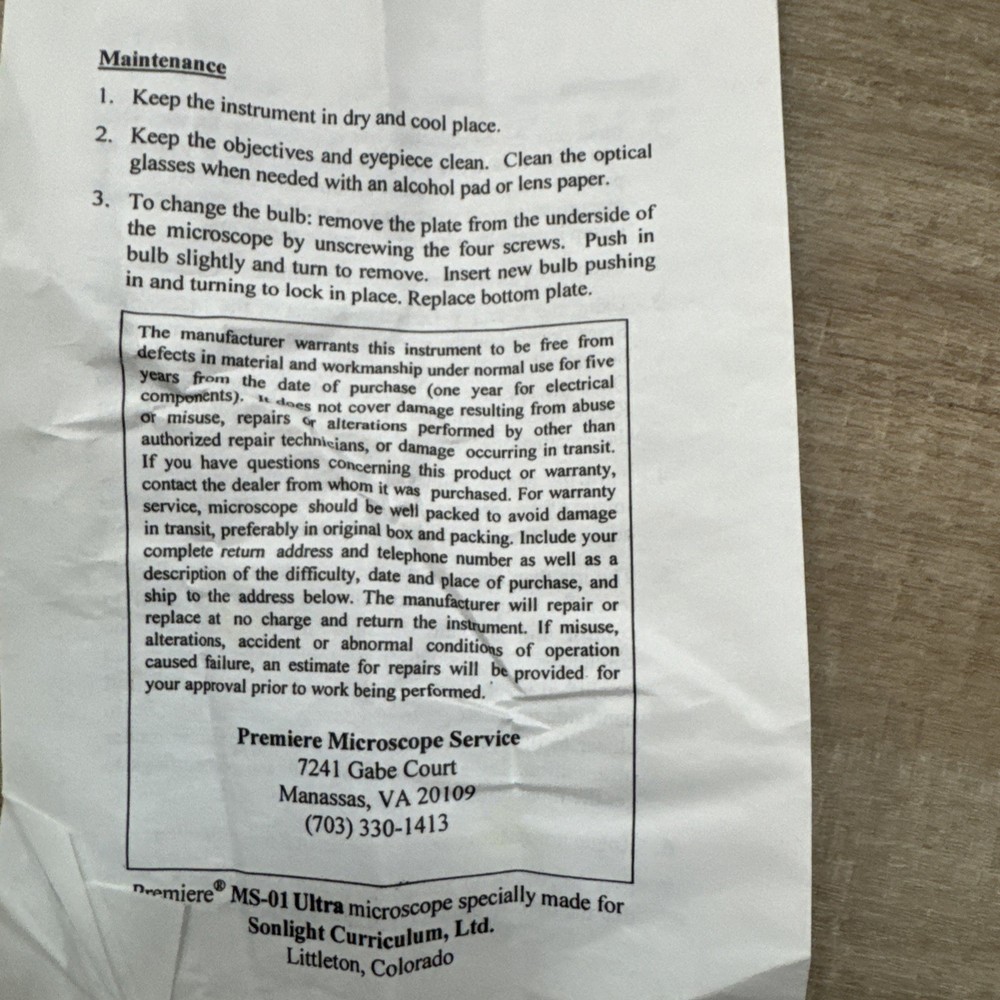 Maintenance
1. Keep the instrument in dry and cool place.
2. Keep the objectives and eyepiece clean. Clean the optical
glasses when needed with an alcohol pad or lens paper.
3. To change the bulb: remove the plate from the underside of
the microscope by unscrewing the four screws. Push in
bulb slightly and turn to remove. Insert new bulb pushing
in and turning to lock in place. Replace bottom plate.
The manufacturer warrants this instrument to be free from
defects in material and workmanship under normal use for five
years from the date of purchase (one year for electrical
components). It does not cover damage resulting from abuse
or misuse, repairs or alterations performed by other than
authorized repair technicians, or damage occurring in transit.
If you have questions concerning this product or warranty,
contact the dealer from whom it was purchased. For warranty
service, microscope should be well packed to avoid damage
in transit, preferably in original box and packing. Include your
complete return address and telephone number as well as a
description of the difficulty, date and place of purchase, and
ship to the address below. The manufacturer will repair or
replace at no charge and return the instrument. If misuse,
alterations, accident or abnormal conditions of operation
caused failure, an estimate for repairs will be provided for
your approval prior to work being performed.
Premiere Microscope Service
7241 Gabe Court
Manassas, VA 20109
(703) 330-1413
Premiere® MS-01 Ultra microscope specially made for
Sonlight Curriculum, Ltd.
Littleton, Colorado